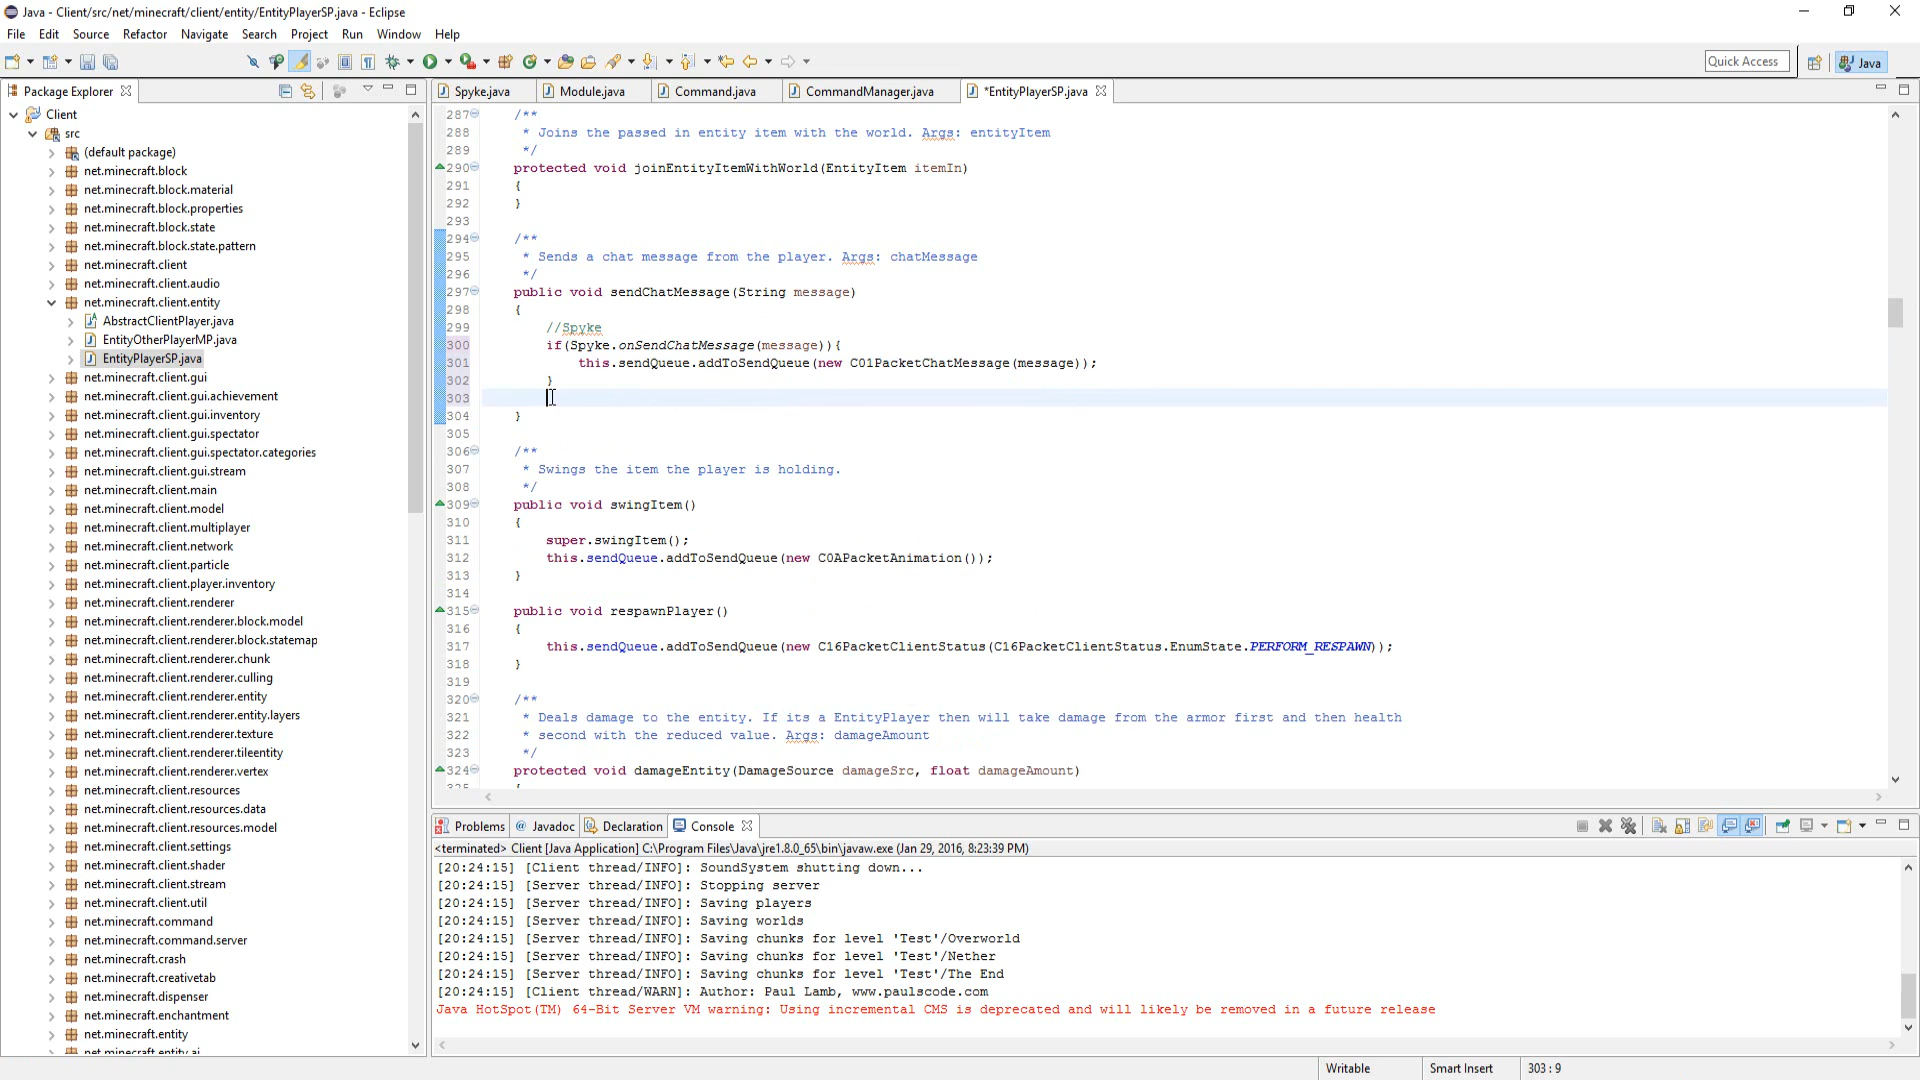 Java - Client/src/net/minecraft/client/entity/EntityPlayerSP.java - Eclipse
File Edit Source Refactor Navigate Search Project Run Window Help
Quick Access Java
Package Explorer
Client
src
(default package)
net.minecraft.block
net.minecraft.block.material
net.minecraft.block.properties
net.minecraft.block.state
net.minecraft.block.state.pattern
net.minecraft.client
net.minecraft.client.audio
net.minecraft.client.entity
AbstractClientPlayer.java
EntityOtherPlayerMP.java
EntityPlayerSP.java
net.minecraft.client.gui
net.minecraft.client.gui.achievement
net.minecraft.client.gui.inventory
net.minecraft.client.gui.spectator
net.minecraft.client.gui.spectator.categories
net.minecraft.client.gui.stream
net.minecraft.client.main
net.minecraft.client.model
net.minecraft.client.multiplayer
net.minecraft.client.network
net.minecraft.client.particle
net.minecraft.client.player.inventory
net.minecraft.client.renderer
net.minecraft.client.renderer.block.model
net.minecraft.client.renderer.block.statemap
net.minecraft.client.renderer.chunk
net.minecraft.client.renderer.culling
net.minecraft.client.renderer.entity
net.minecraft.client.renderer.entity.layers
net.minecraft.client.renderer.texture
net.minecraft.client.renderer.tileentity
net.minecraft.client.renderer.vertex
net.minecraft.client.resources
net.minecraft.client.resources.data
net.minecraft.client.resources.model
net.minecraft.client.settings
net.minecraft.client.shader
net.minecraft.client.stream
net.minecraft.client.util
net.minecraft.command
net.minecraft.command.server
net.minecraft.crash
net.minecraft.creativetab
net.minecraft.dispenser
net.minecraft.enchantment
net.minecraft.entity
net.minecraft.entity.ai
Spyke.java Module.java Command.java CommandManager.java *EntityPlayerSP.java
287 /**
288 * Joins the passed in entity item with the world. Args: entityItem
289 */
290 protected void joinEntityItemWithWorld(EntityItem itemIn)
291 {
292 }
293
294 /**
295 * Sends a chat message from the player. Args: chatMessage
296 */
297 public void sendChatMessage(String message)
298 {
299 //Spyke
300 if(Spyke.onSendChatMessage(message)){
301 this.sendQueue.addToSendQueue(new C01PacketChatMessage(message));
302 }
303
304 }
305
306 /**
307 * Swings the item the player is holding.
308 */
309 public void swingItem()
310 {
311 super.swingItem();
312 this.sendQueue.addToSendQueue(new C0APacketAnimation());
313 }
314
315 public void respawnPlayer()
316 {
317 this.sendQueue.addToSendQueue(new C16PacketClientStatus(C16PacketClientStatus.EnumState.PERFORM_RESPAWN));
318 }
319
320 /**
321 * Deals damage to the entity. If its a EntityPlayer then will take damage from the armor first and then health
322 * second with the reduced value. Args: damageAmount
323 */
324 protected void damageEntity(DamageSource damageSrc, float damageAmount)
325 {
Problems Javadoc Declaration Console
<terminated> Client [Java Application] C:\Program Files\Java\jre1.8.0_65\bin\javaw.exe (Jan 29, 2016, 8:23:39 PM)
[20:24:15] [Client thread/INFO]: SoundSystem shutting down...
[20:24:15] [Server thread/INFO]: Stopping server
[20:24:15] [Server thread/INFO]: Saving players
[20:24:15] [Server thread/INFO]: Saving worlds
[20:24:15] [Server thread/INFO]: Saving chunks for level 'Test'/Overworld
[20:24:15] [Server thread/INFO]: Saving chunks for level 'Test'/Nether
[20:24:15] [Server thread/INFO]: Saving chunks for level 'Test'/The End
[20:24:15] [Client thread/WARN]: Author: Paul Lamb, www.paulscode.com
Java HotSpot(TM) 64-Bit Server VM warning: Using incremental CMS is deprecated and will likely be removed in a future release
Writable Smart Insert 303 : 9